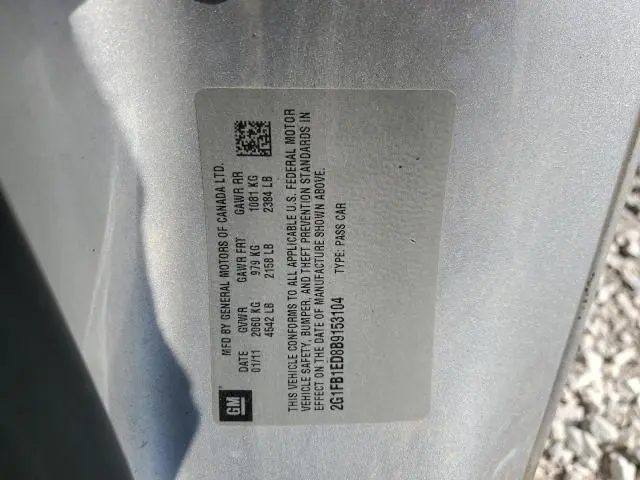 GM
MFD BY GENERAL MOTORS OF CANADA LTD.
DATE GVWR GAWR FRT GAWR RR
01/11 2060 KG 979 KG 1081 KG
4542 LB 2158 LB 2384 LB
THIS VEHICLE CONFORMS TO ALL APPLICABLE U.S. FEDERAL MOTOR
VEHICLE SAFETY, BUMPER, AND THEFT PREVENTION STANDARDS IN
EFFECT ON THE DATE OF MANUFACTURE SHOWN ABOVE.
2G1FB1ED8B9153104 TYPE: PASS CAR